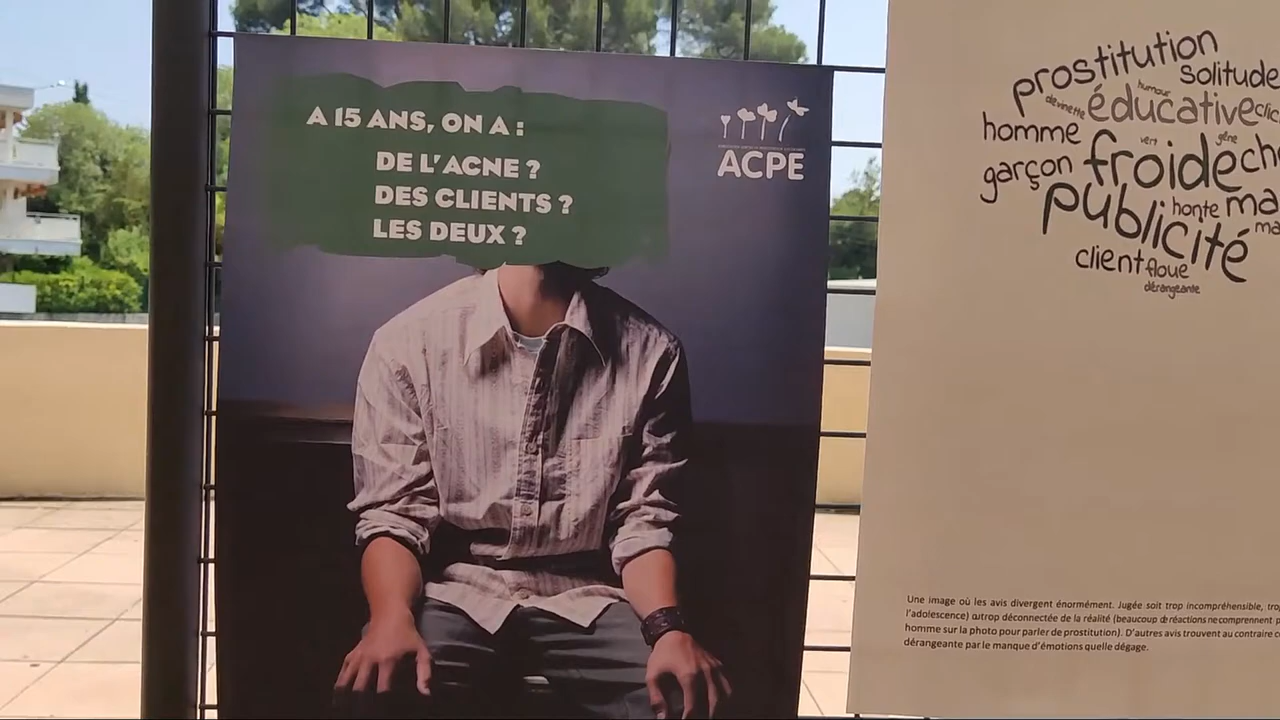 A 15 ANS, ON A :
DE L'ACNE ?
DES CLIENTS ?
LES DEUX ?
ACPE
prostitution
solitude
humour
devinette
éducative
clic
homme
vert
gêne
garçon
froide
publicité
honte
client
floue
dérangeante
Une image où les avis divergent énormément. Jugée soit trop incompréhensible,
l'adolescence) autrop déconnectée de la réalité (beaucoup de réactions ne comprennent
homme sur la photo pour parler de prostitution). D'autres avis trouvent au contraire
dérangeante par le manque d'émotions quelle dégage.